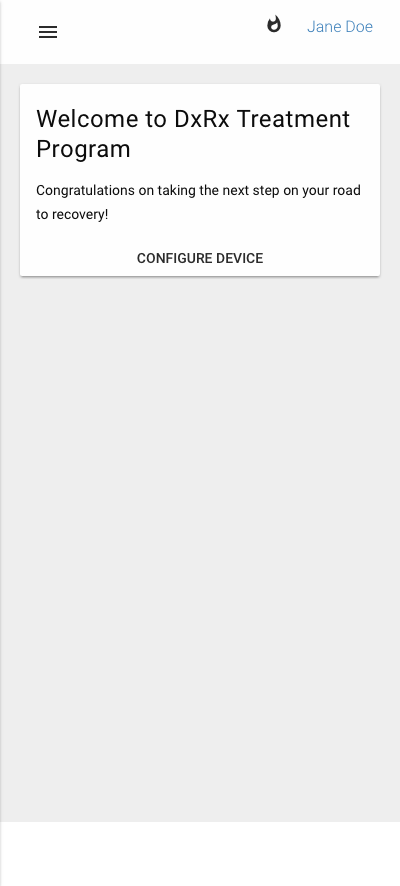 Jane Doe
Welcome to DxRx Treatment
Program
Congratulations on taking the next step on your road
to recovery!
CONFIGURE DEVICE